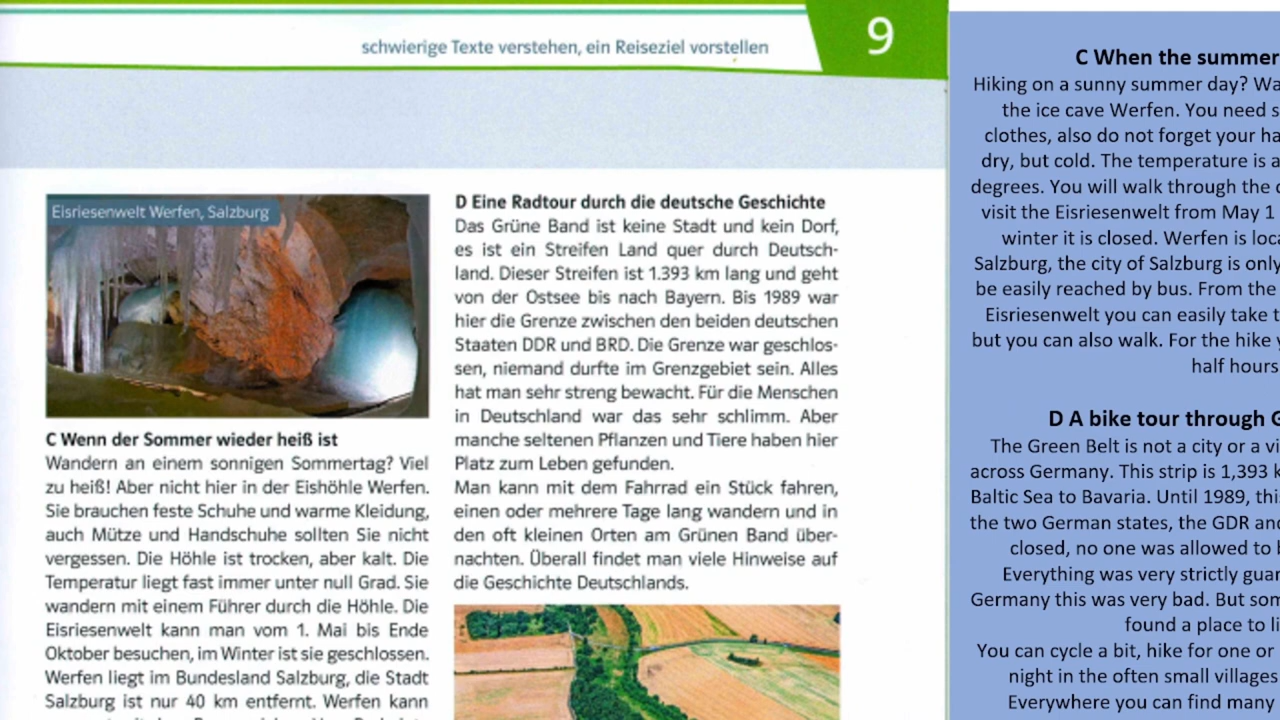 schwierige Texte verstehen, ein Reiseziel vorstellen
9
Eisriesenwelt Werfen, Salzburg
C Wenn der Sommer wieder heiß ist
Wandern an einem sonnigen Sommertag? Viel
zu heiß! Aber nicht hier in der Eishöhle Werfen.
Sie brauchen feste Schuhe und warme Kleidung,
auch Mütze und Handschuhe sollten Sie nicht
vergessen. Die Höhle ist trocken, aber kalt. Die
Temperatur liegt fast immer unter null Grad. Sie
wandern mit einem Führer durch die Höhle. Die
Eisriesenwelt kann man vom 1. Mai bis Ende
Oktober besuchen, im Winter ist sie geschlossen.
Werfen liegt im Bundesland Salzburg, die Stadt
Salzburg ist nur 40 km entfernt. Werfen kann
D Eine Radtour durch die deutsche Geschichte
Das Grüne Band ist keine Stadt und kein Dorf,
es ist ein Streifen Land quer durch Deutsch-
land. Dieser Streifen ist 1.393 km lang und geht
von der Ostsee bis nach Bayern. Bis 1989 war
hier die Grenze zwischen den beiden deutschen
Staaten DDR und BRD. Die Grenze war geschlos-
sen, niemand durfte im Grenzgebiet sein. Alles
hat man sehr streng bewacht. Für die Menschen
in Deutschland war das sehr schlimm. Aber
manche seltenen Pflanzen und Tiere haben hier
Platz zum Leben gefunden.
Man kann mit dem Fahrrad ein Stück fahren,
einen oder mehrere Tage lang wandern und in
den oft kleinen Orten am Grünen Band über-
nachten. Überall findet man viele Hinweise auf
die Geschichte Deutschlands.
C When the summer
Hiking on a sunny summer day? Wa
the ice cave Werfen. You need s
clothes, also do not forget your ha
dry, but cold. The temperature is a
degrees. You will walk through the c
visit the Eisriesenwelt from May 1
winter it is closed. Werfen is loca
Salzburg, the city of Salzburg is only
be easily reached by bus. From the
Eisriesenwelt you can easily take t
but you can also walk. For the hike y
half hours
D A bike tour through G
The Green Belt is not a city or a vi
across Germany. This strip is 1,393 k
Baltic Sea to Bavaria. Until 1989, thi
the two German states, the GDR and
closed, no one was allowed to b
Everything was very strictly guar
Germany this was very bad. But som
found a place to li
You can cycle a bit, hike for one or
night in the often small villages
Everywhere you can find many